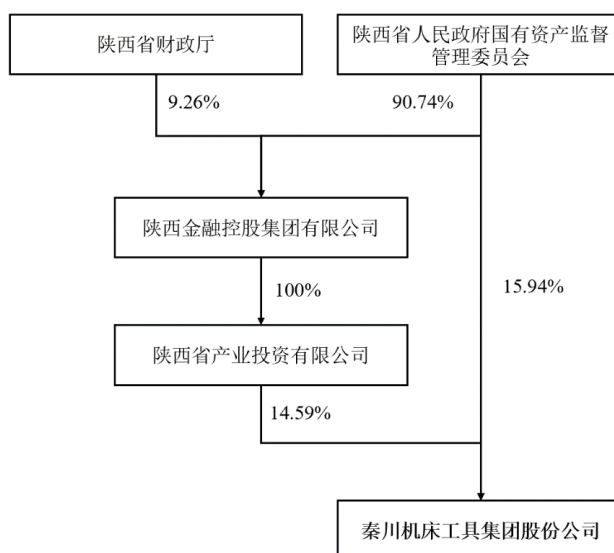 陕西省财政厅
陕西省人民政府国有资产监督
管理委员会
9.26%
90.74%
陕西金融控股集团有限公司
100%
15.94%
陕西省产业投资有限公司
14.59%
秦川机床工具集团股份公司